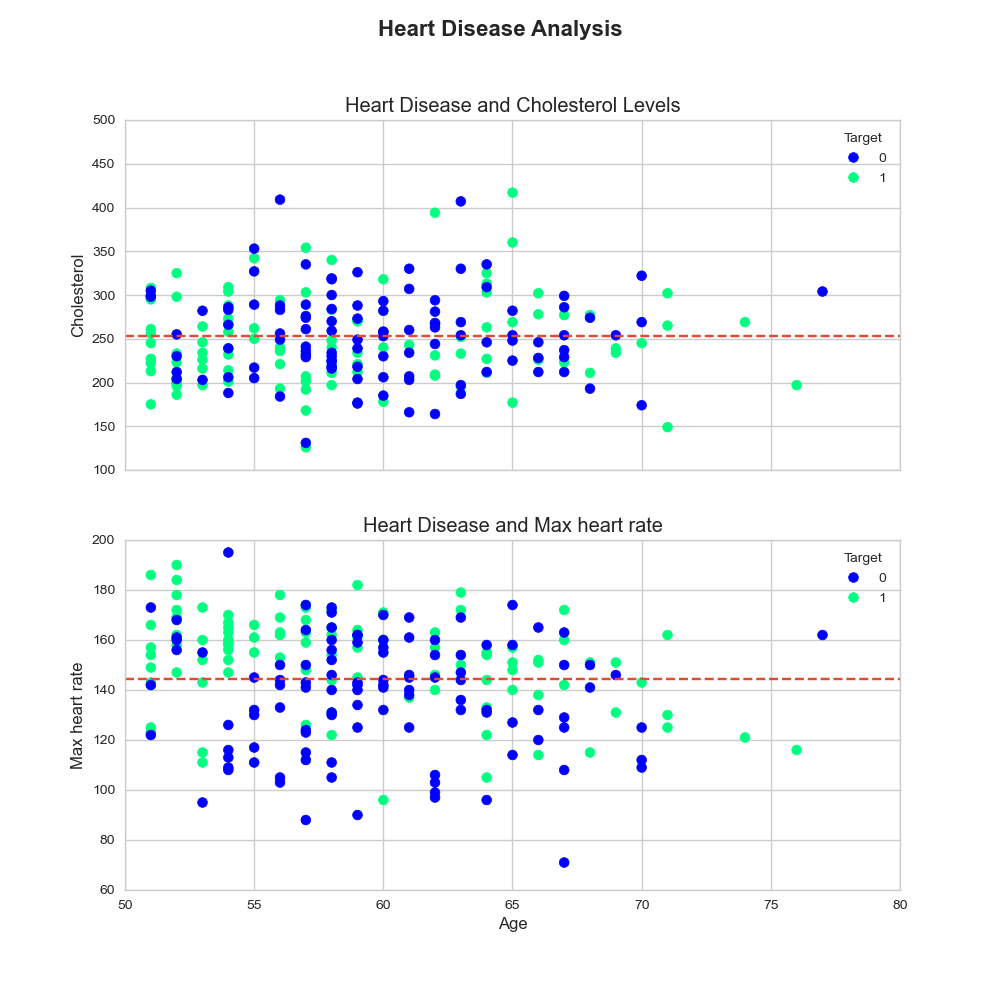 Heart Disease Analysis
Heart Disease and Cholesterol Levels
500
450
400
350
300
250
200
150
100
Cholesterol
Target
0
1
Heart Disease and Max heart rate
200
180
160
140
120
100
80
60
Max heart rate
Target
0
1
50 55 60 65 70 75 80
Age